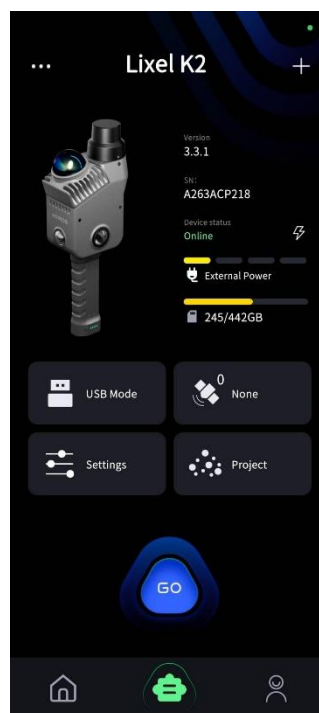 Lixel K2
Version
3.3.1
SN:
A263ACP218
Device status
Online
External Power
245/442GB
USB Mode
0
None
Settings
Project
GO